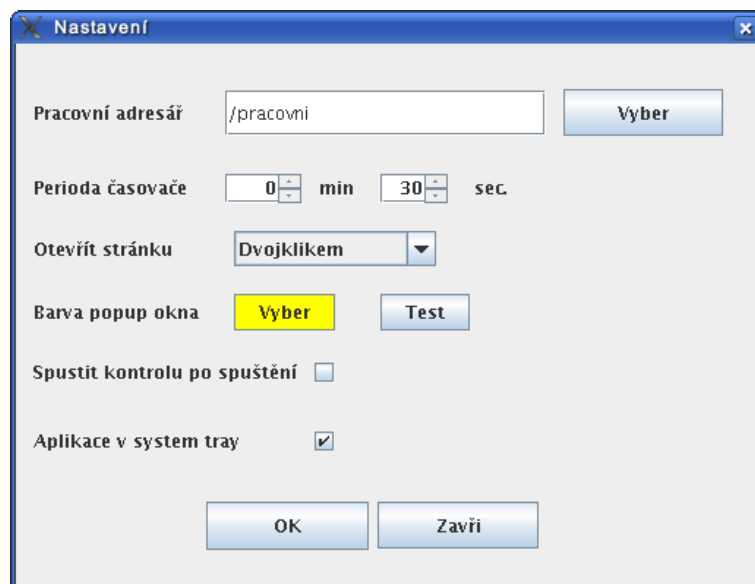 Nastavení
Pracovní adresář /pracovni Vyber
Perioda časovače 0 min 30 sec.
Otevřít stránku Dvojklikem
Barva popup okna Vyber Test
Spustit kontrolu po spuštění
Aplikace v system tray
OK Zavři